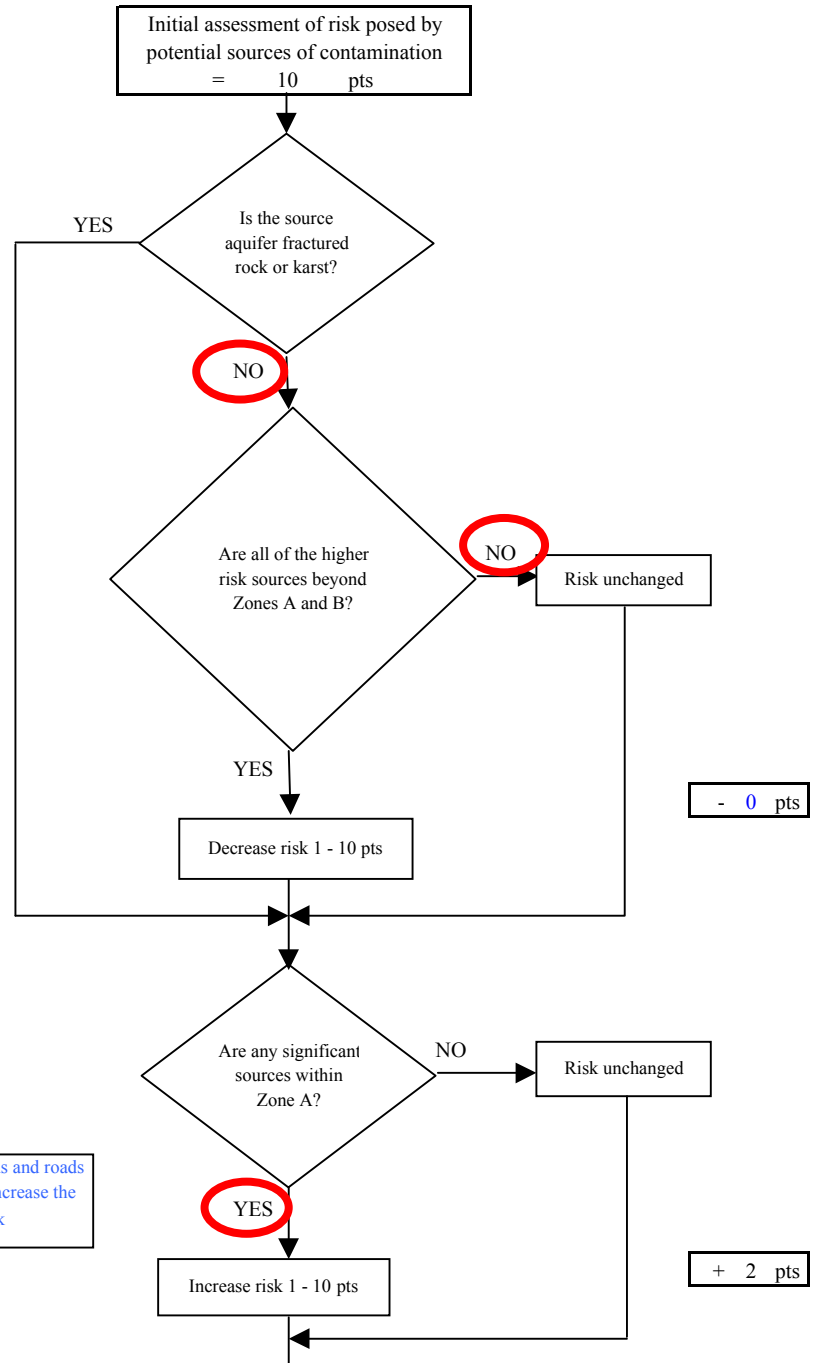 Initial assessment of risk posed by
potential sources of contamination
= 10 pts
YES
Is the source
aquifer fractured
rock or karst?
NO
Are all of the higher
risk sources beyond
Zones A and B?
NO
Risk unchanged
YES
- 0 pts
Decrease risk 1 - 10 pts
Are any significant
sources within
Zone A?
NO
Risk unchanged
and roads
the
YES
+ 2 pts
Increase risk 1 - 10 pts